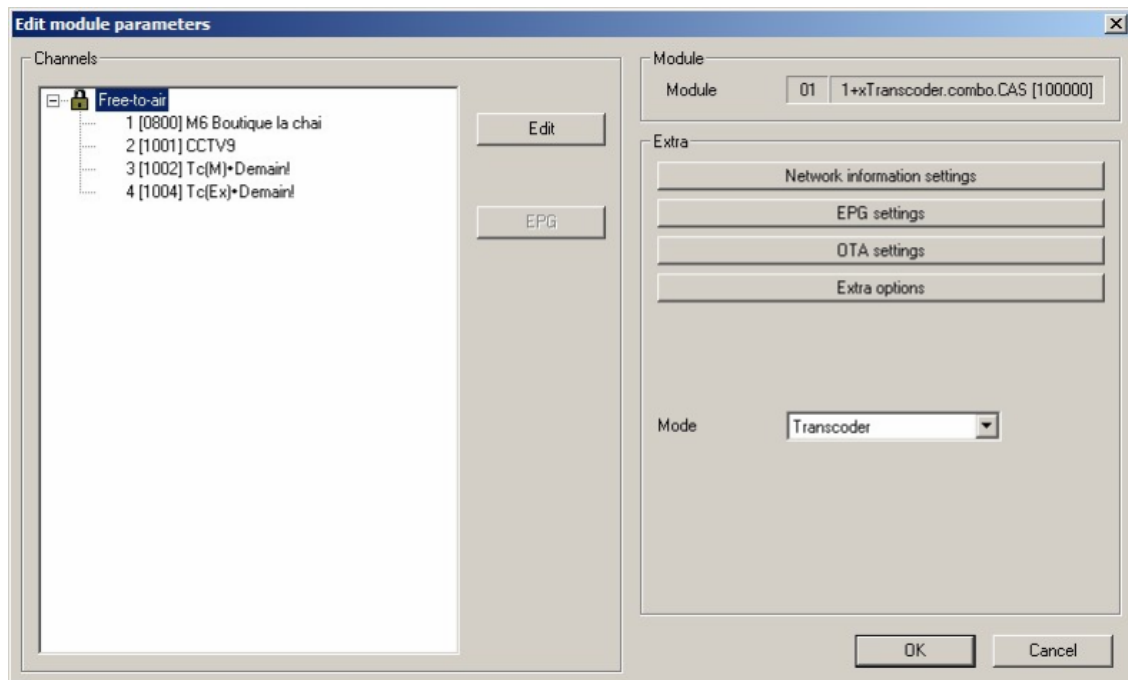 Edit module parameters
Channels
Free-to-air
1 [0800] M6 Boutique la chai
2 [1001] CCTV9
3 [1002] Tc(M)•Demain!
4 [1004] Tc(Ex)•Demain!
Edit
EPG
Module
Module 01 1+xTranscoder.combo.CAS [100000]
Extra
Network information settings
EPG settings
OTA settings
Extra options
Mode Transcoder
OK Cancel